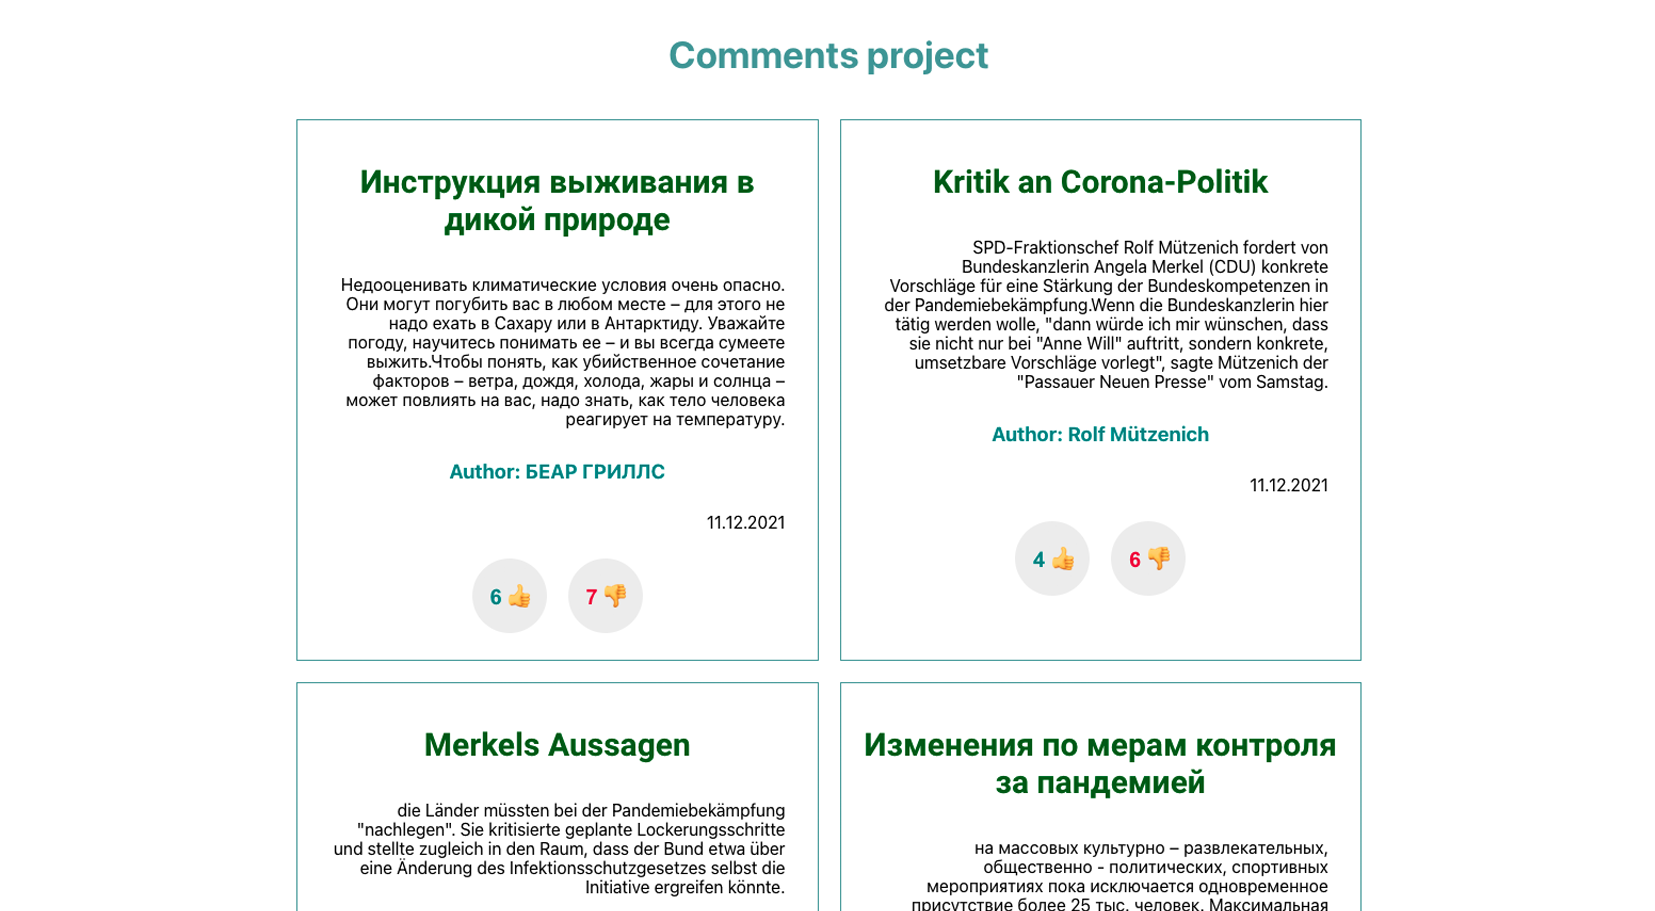 Comments project
Инструкция выживания в
дикой природе
Недооценивать климатические условия очень опасно.
Они могут погубить вас в любом месте – для этого не
надо ехать в Сахару или в Антарктиду. Уважайте
погоду, научитесь понимать ее – и вы всегда сумеете
выжить.Чтобы понять, как убийственное сочетание
факторов – ветра, дождя, холода, жары и солнца –
может повлиять на вас, надо знать, как тело человека
реагирует на температуру.
Author: БЕАР ГРИЛЛС
11.12.2021
6 👍 7 👎
Kritik an Corona-Politik
SPD-Fraktionschef Rolf Mützenich fordert von
Bundeskanzlerin Angela Merkel (CDU) konkrete
Vorschläge für eine Stärkung der Bundeskompetenzen in
der Pandemiebekämpfung.Wenn die Bundeskanzlerin hier
tätig werden wolle, "dann würde ich mir wünschen, dass
sie nicht nur bei "Anne Will" auftritt, sondern konkrete,
umsetzbare Vorschläge vorlegt", sagte Mützenich der
"Passauer Neuen Presse" vom Samstag.
Author: Rolf Mützenich
11.12.2021
4 👍 6 👎
Merkels Aussagen
die Länder müssten bei der Pandemiebekämpfung
"nachlegen". Sie kritisierte geplante Lockerungsschritte
und stellte zugleich in den Raum, dass der Bund etwa über
eine Änderung des Infektionsschutzgesetzes selbst die
Initiative ergreifen könnte.
Изменения по мерам контроля
за пандемией
на массовых культурно – развлекательных,
общественно - политических, спортивных
мероприятиях пока исключается одновременное
присутствие более 25 тыс. человек. Максимальная